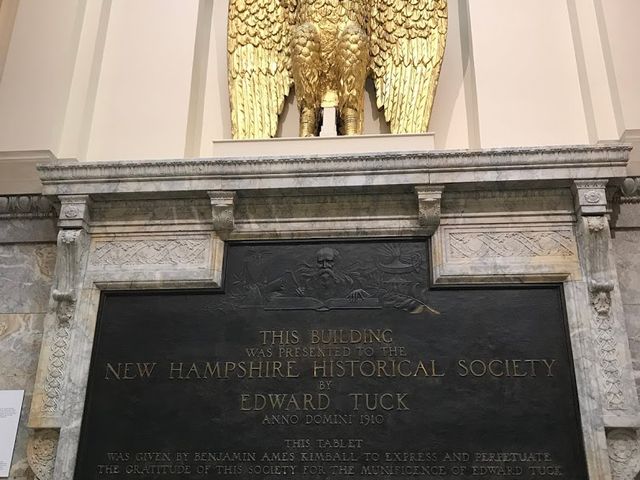 THIS BUILDING
WAS PRESENTED TO THE
NEW HAMPSHIRE HISTORICAL SOCIETY
BY
EDWARD TUCK
ANNO DOMINI 1910
THIS TABLET
WAS GIVEN BY BENJAMIN AMES KIMBALL TO EXPRESS AND PERPETUATE
THE GRATITUDE OF THIS SOCIETY FOR THE MUNIFICENCE OF EDWARD TUCK